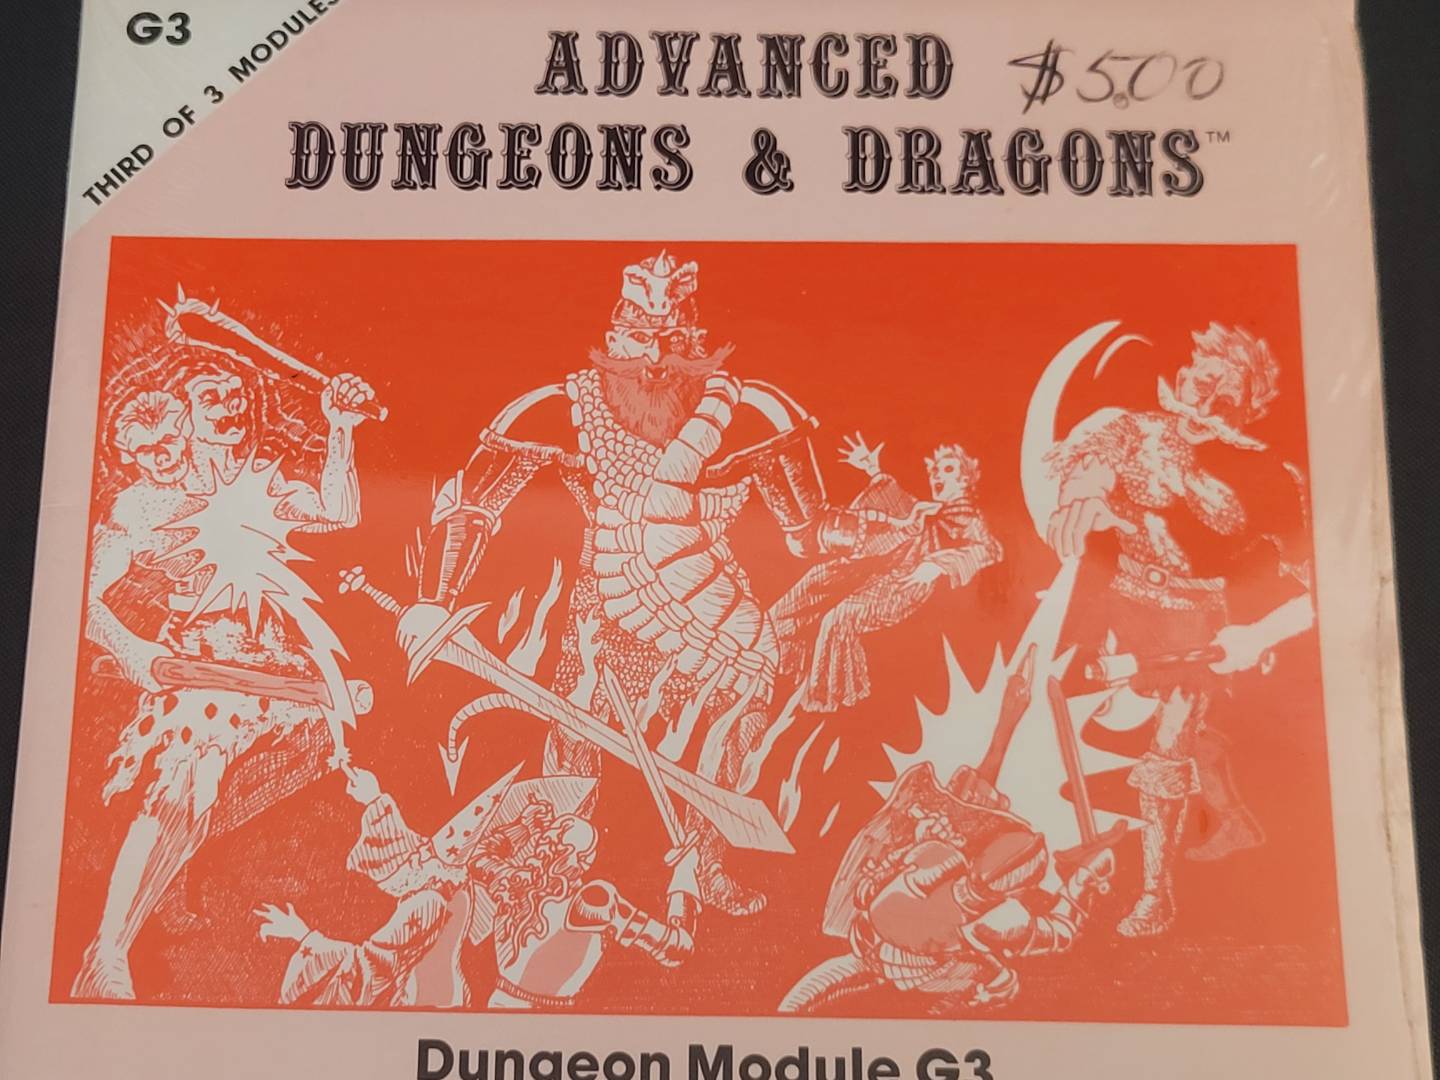 G3
THIRD OF 3 MODULES
ADVANCED
$5.00
DUNGEONS & DRAGONS™
Dungeon Module G3